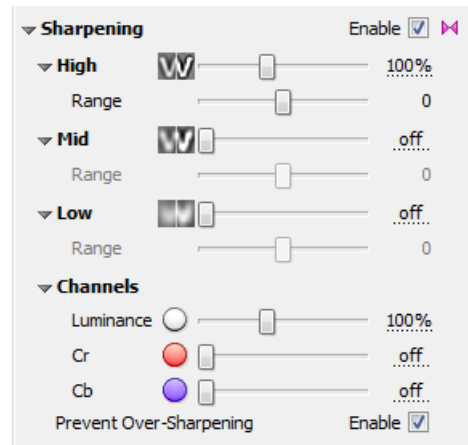 Sharpening Enable
High 100%
Range 0
Mid off
Range 0
Low off
Range 0
Channels
Luminance 100%
Cr off
Cb off
Prevent Over-Sharpening Enable